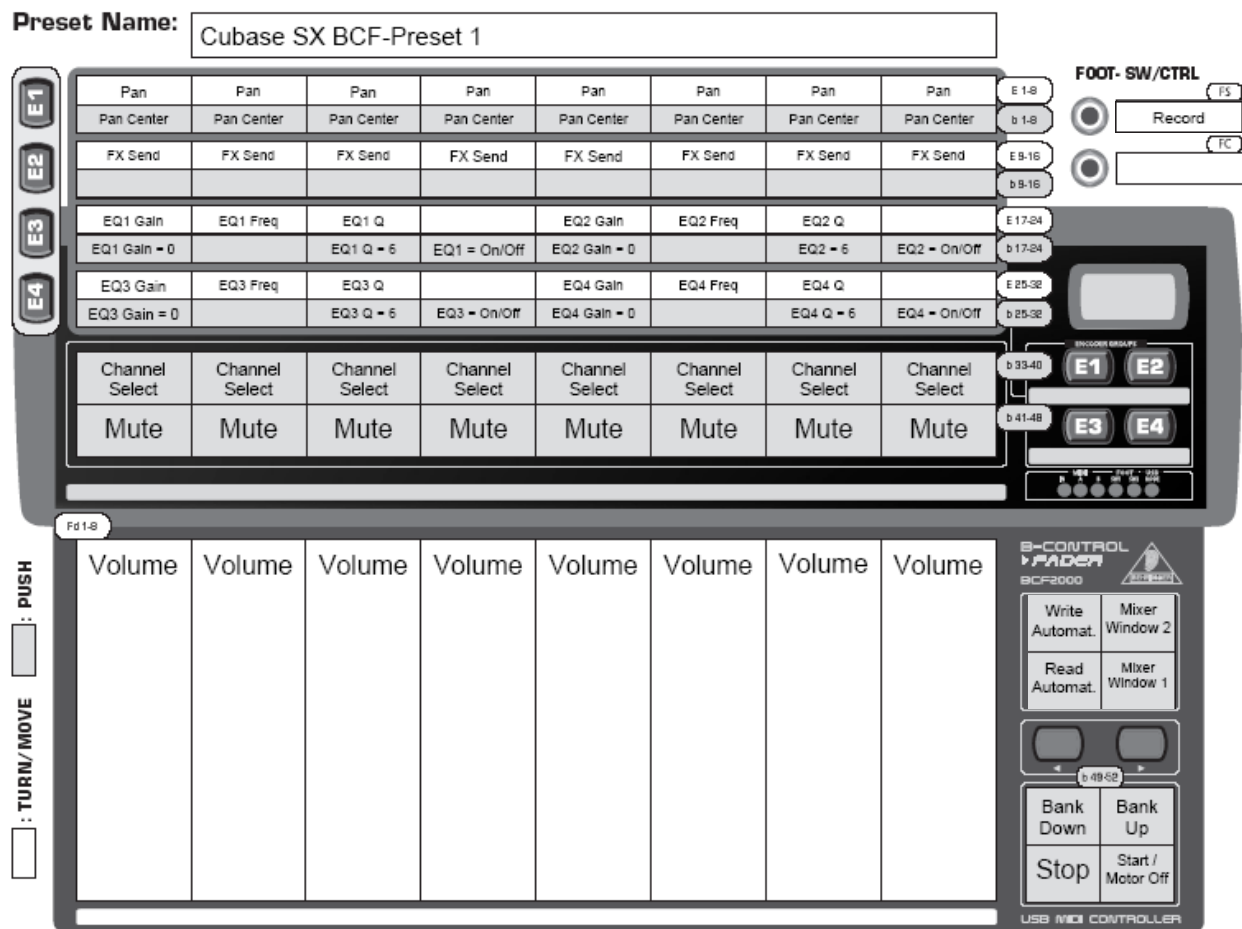 Preset Name:
Cubase SX BCF-Preset 1
FOOT- SW/CTRL
FS
Record
FC
E1
Pan Pan Pan Pan Pan Pan Pan Pan
E 1-8
Pan Center Pan Center Pan Center Pan Center Pan Center Pan Center Pan Center Pan Center
b 1-8
E2
FX Send FX Send FX Send FX Send FX Send FX Send FX Send FX Send
E 9-16
b 9-16
E3
EQ1 Gain EQ1 Freq EQ1 Q EQ2 Gain EQ2 Freq EQ2 Q
E 17-24
EQ1 Gain = 0 EQ1 Q = 6 EQ1 = On/Off EQ2 Gain = 0 EQ2 = 6 EQ2 = On/Off
b 17-24
E4
EQ3 Gain EQ3 Freq EQ3 Q EQ4 Gain EQ4 Freq EQ4 Q
E 25-32
EQ3 Gain = 0 EQ3 Q = 6 EQ3 = On/Off EQ4 Gain = 0 EQ4 Q = 6 EQ4 = On/Off
b 25-32
Channel Select Channel Select Channel Select Channel Select Channel Select Channel Select Channel Select Channel Select
b 33-40
Mute Mute Mute Mute Mute Mute Mute Mute
b 41-48
ENCODER GROUPS
E1 E2
E3 E4
MIDI FOOT USB
Fd 1-8
Volume Volume Volume Volume Volume Volume Volume Volume
: PUSH
: TURN/MOVE
B-CONTROL
FADER
BCF2000
BEHRINGER
Write Automat.
Mixer Window 2
Read Automat.
Mixer Window 1
b 49-52
Bank Down
Bank Up
Stop
Start / Motor Off
USB MIDI CONTROLLER